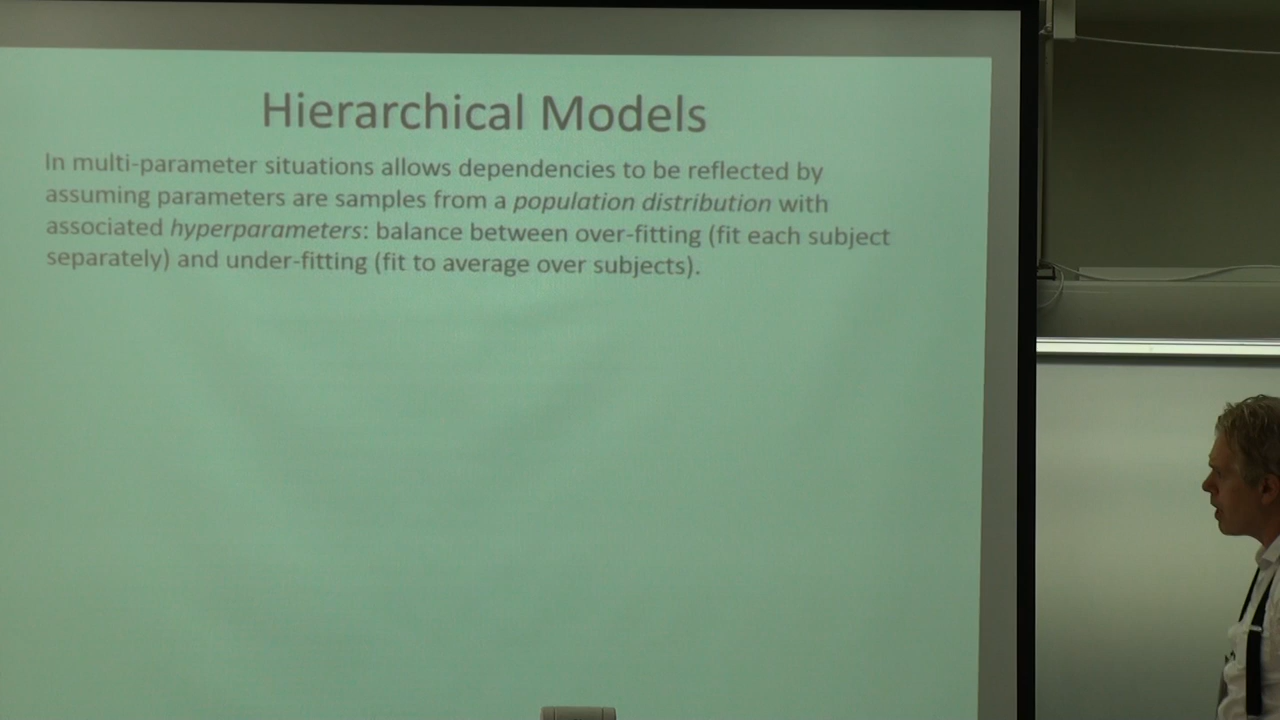 Hierarchical Models
In multi-parameter situations allows dependencies to be reflected by
assuming parameters are samples from a population distribution with
associated hyperparameters: balance between over-fitting (fit each subject
separately) and under-fitting (fit to average over subjects).